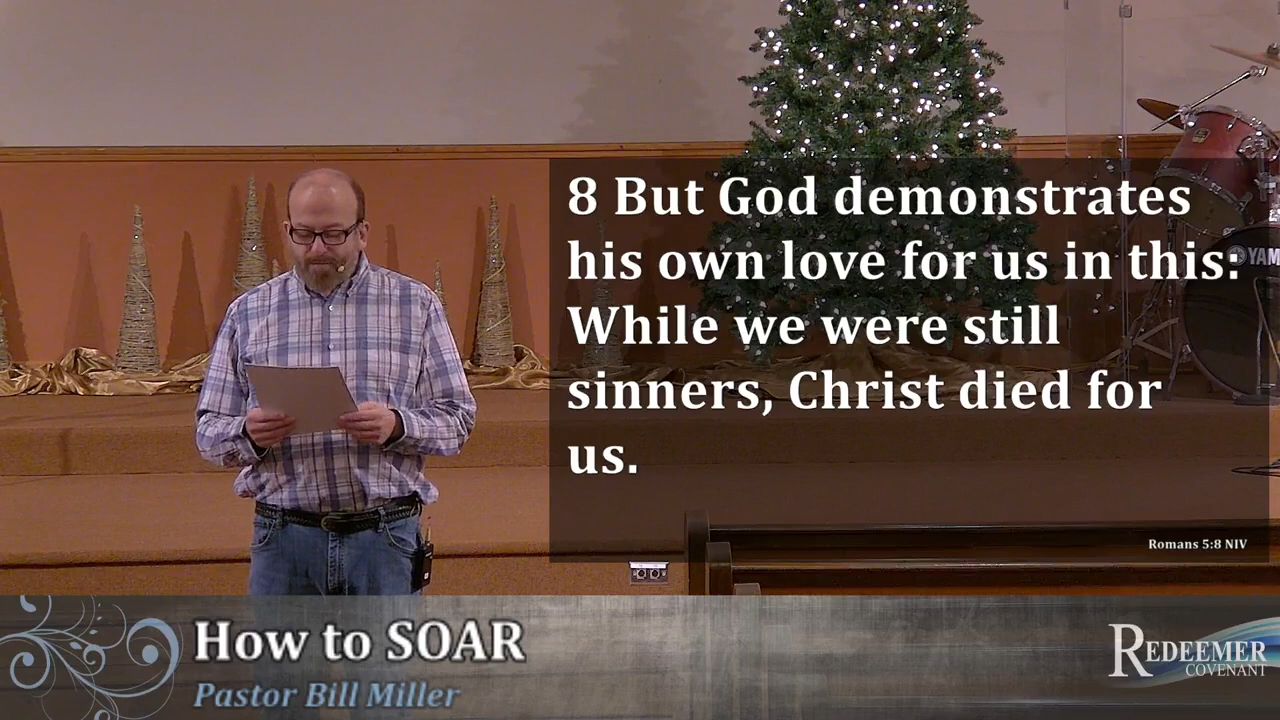 8 But God demonstrates
his own love for us in this:
While we were still
sinners, Christ died for
us.
Romans 5:8 NIV
How to SOAR
Pastor Bill Miller
REDEEMER
COVENANT
YAM